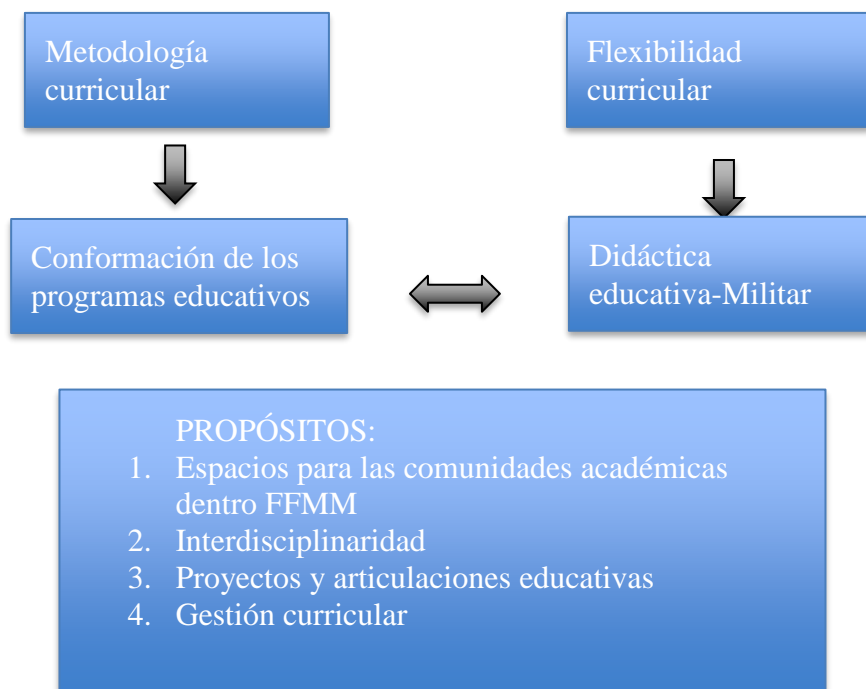 Metodología
curricular
Flexibilidad
curricular
Conformación de los
programas educativos
Didáctica
educativa-Militar
PROPÓSITOS:
1. Espacios para las comunidades académicas
dentro FFMM
2. Interdisciplinaridad
3. Proyectos y articulaciones educativas
4. Gestión curricular